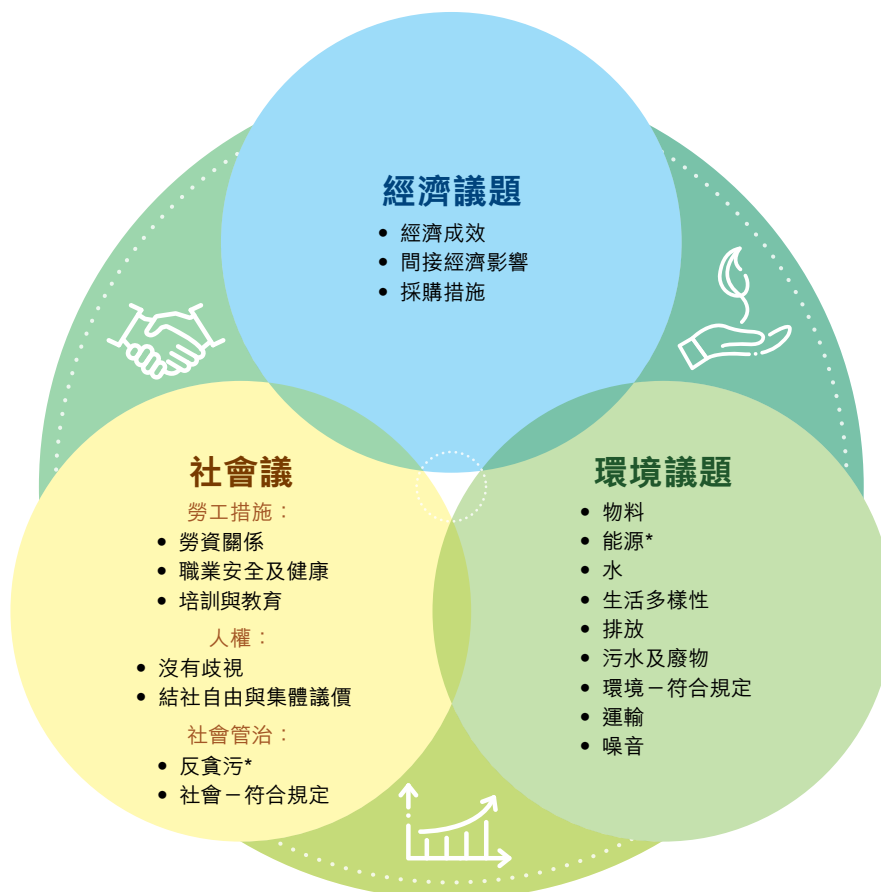 經濟議題
• 經濟成效
• 間接經濟影響
• 採購措施
社會議
勞工措施：
• 勞資關係
• 職業安全及健康
• 培訓與教育
人權：
• 沒有歧視
• 結社自由與集體議價
社會管治：
• 反貪污*
• 社會－符合規定
環境議題
• 物料
• 能源*
• 水
• 生活多樣性
• 排放
• 污水及廢物
• 環境－符合規定
• 運輸
• 噪音